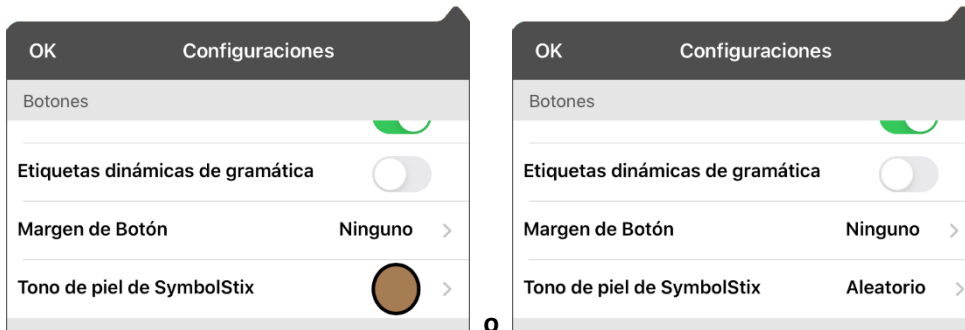 OK Configuraciones
Botones
Etiquetas dinámicas de gramática
Margen de Botón Ninguno
Tono de piel de SymbolStix
o
OK Configuraciones
Botones
Etiquetas dinámicas de gramática
Margen de Botón Ninguno
Tono de piel de SymbolStix Aleatorio